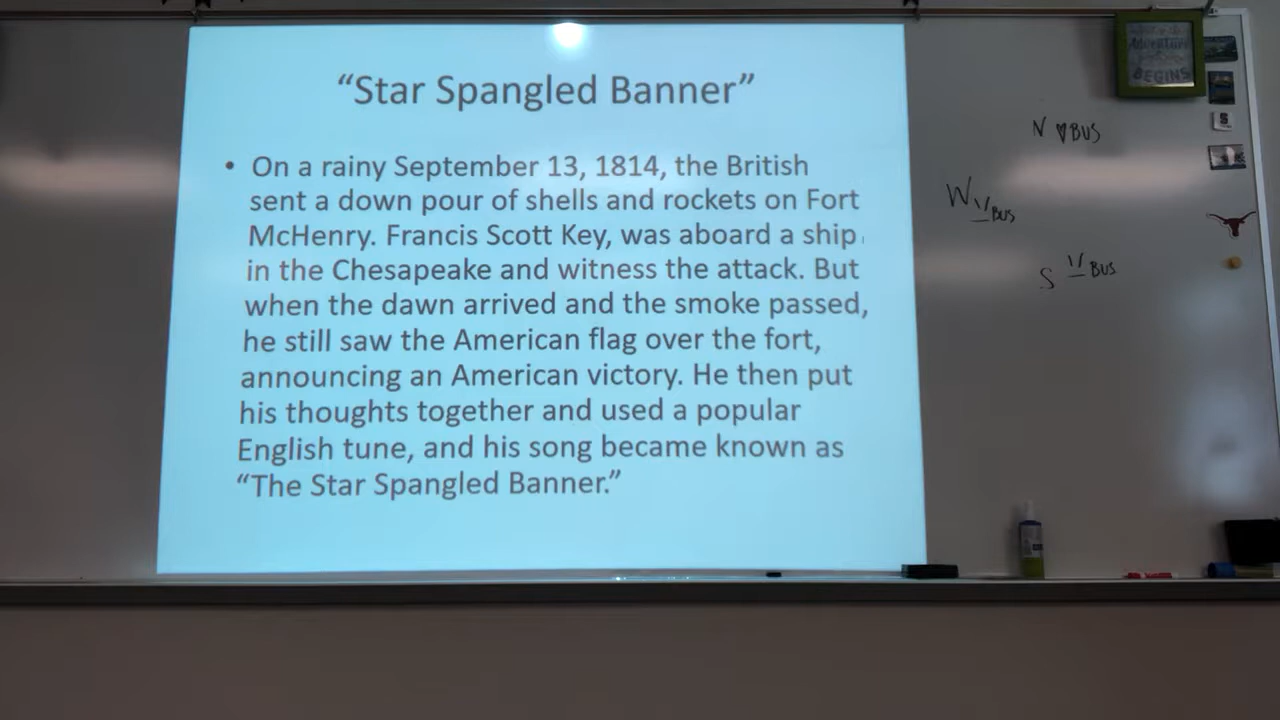 “Star Spangled Banner”
• On a rainy September 13, 1814, the British
sent a down pour of shells and rockets on Fort
McHenry. Francis Scott Key, was aboard a ship
in the Chesapeake and witness the attack. But
when the dawn arrived and the smoke passed,
he still saw the American flag over the fort,
announcing an American victory. He then put
his thoughts together and used a popular
English tune, and his song became known as
“The Star Spangled Banner.”
Adventure
BEGINS
N BUS
W BUS
S BUS